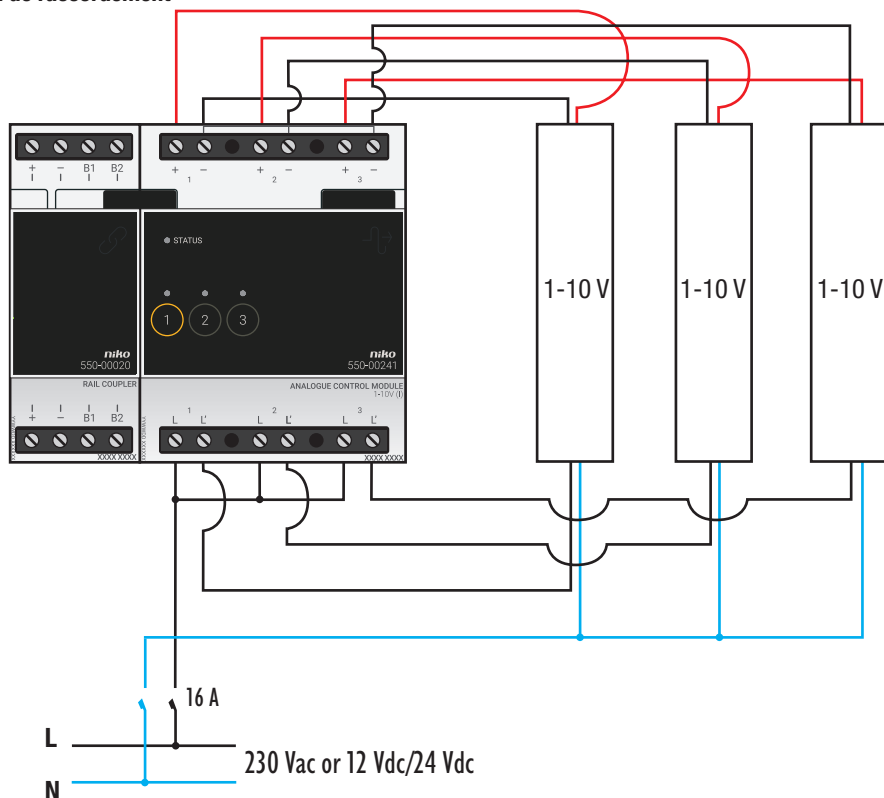 + − B1 B2
+ − + − + −
1 2 3
STATUS
1 2 3
niko
550-00020
niko
550-00241
RAIL COUPLER
ANALOGUE CONTROL MODULE
1-10V (I)
+ − B1 B2
1 2 3
L L' L L' L L'
XXXX XXXX
XXXX XXXX
1-10 V
1-10 V
1-10 V
16 A
L
230 Vac or 12 Vdc/24 Vdc
N